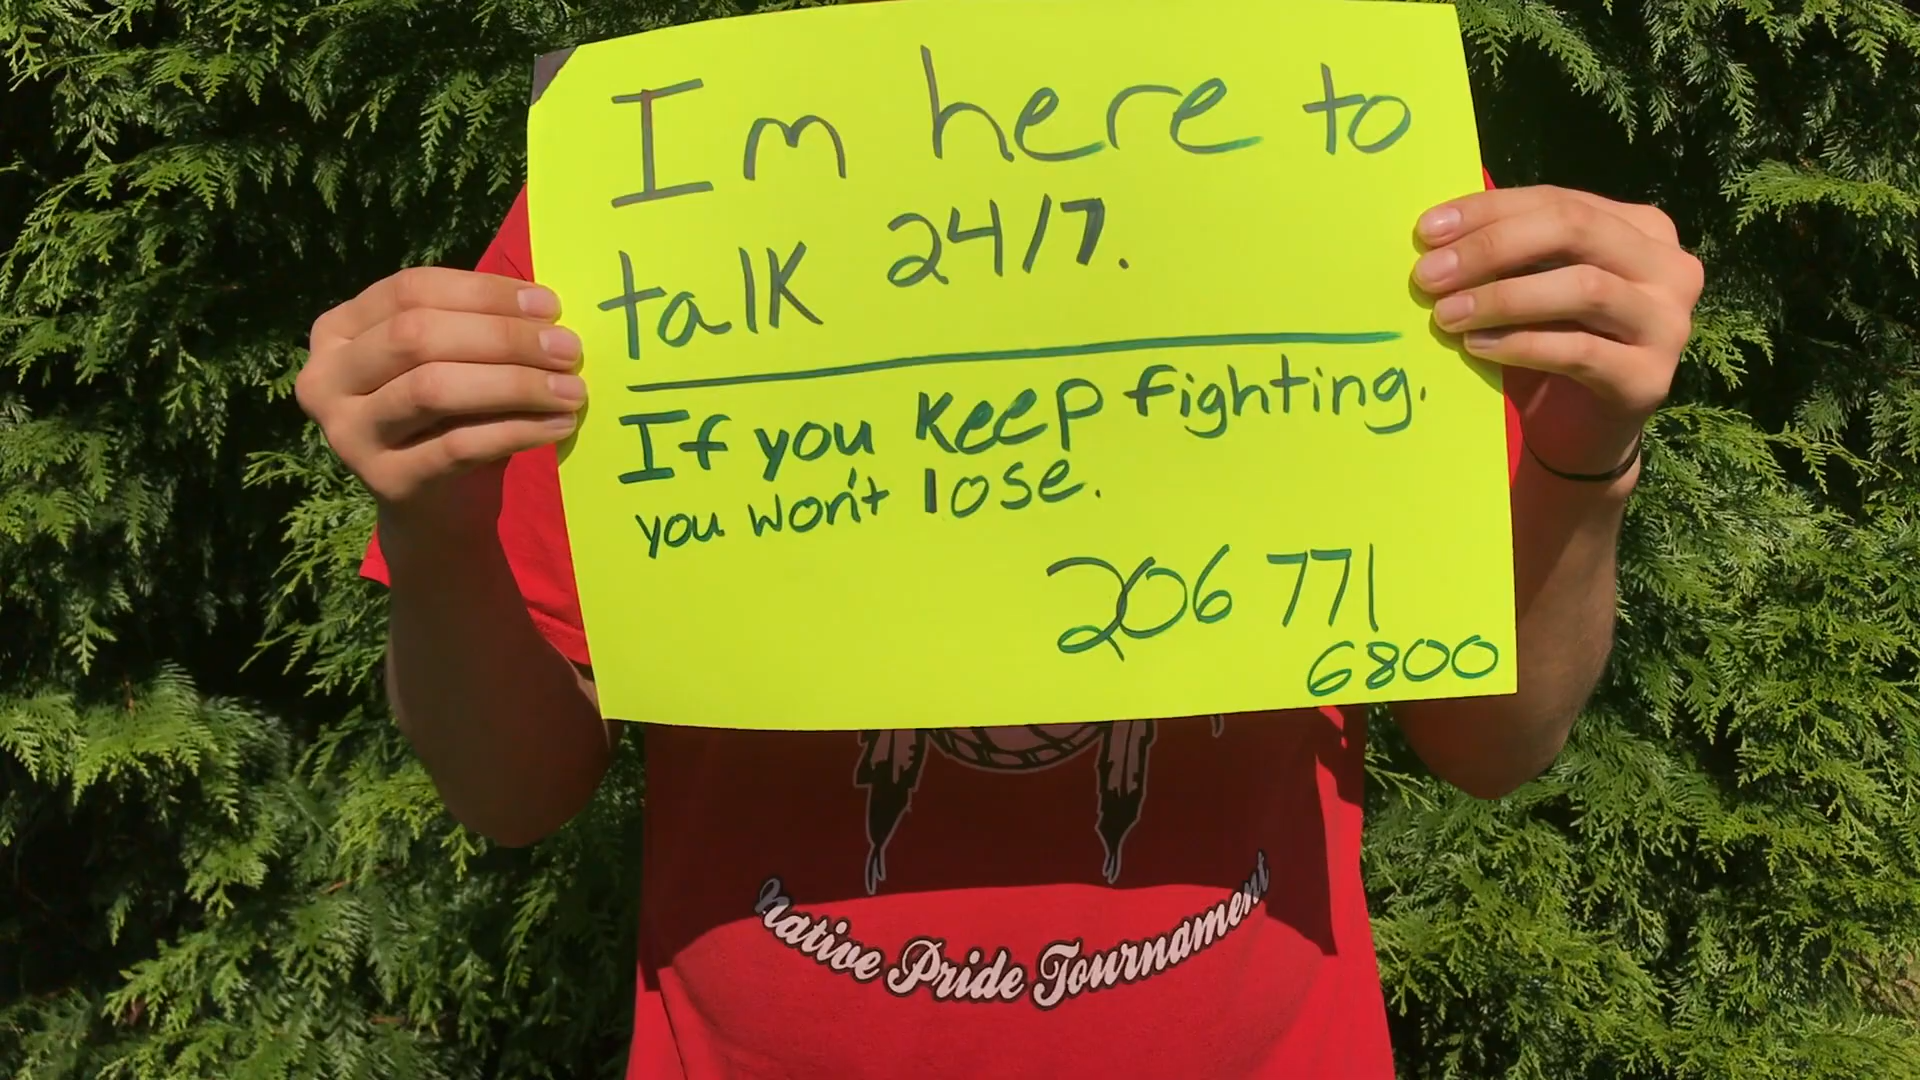 Im here to
talk 24/7.
If you keep fighting.
you won't lose.
206 771
6800
native Pride Tournament